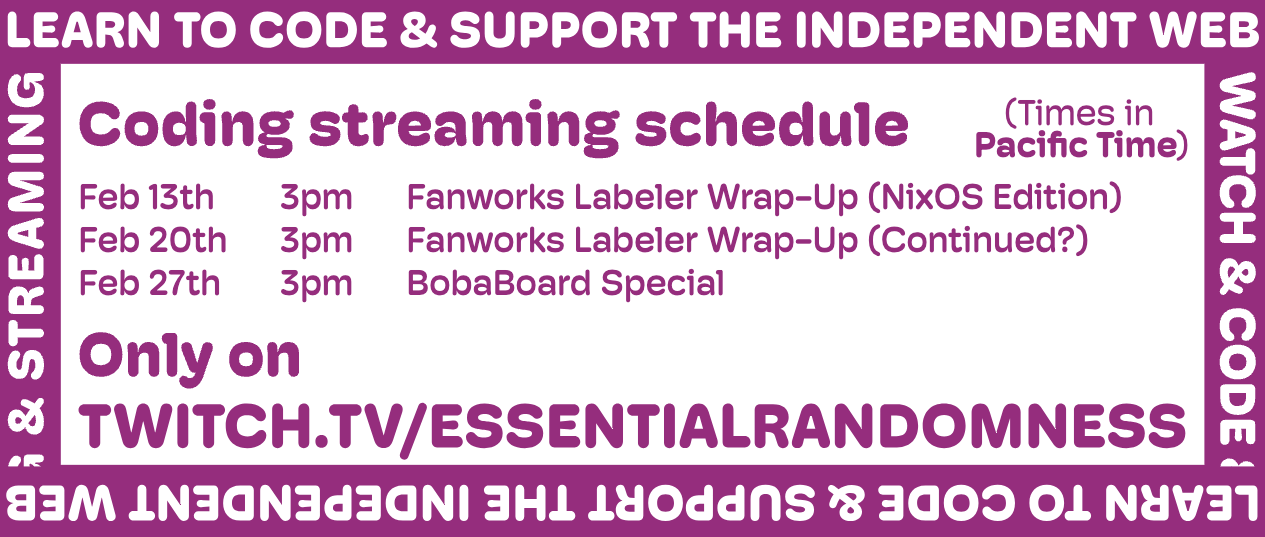 LEARN TO CODE & SUPPORT THE INDEPENDENT WEB
Coding streaming schedule
(Times in
Pacific Time)
Feb 13th 3pm Fanworks Labeler Wrap-Up (NixOS Edition)
Feb 20th 3pm Fanworks Labeler Wrap-Up (Continued?)
Feb 27th 3pm BobaBoard Special
Only on
TWITCH.TV/ESSENTIALRANDOMNESS
WATCH & CODE
LEARN TO CODE & SUPPORT THE INDEPENDENT WEB
& STREAMING